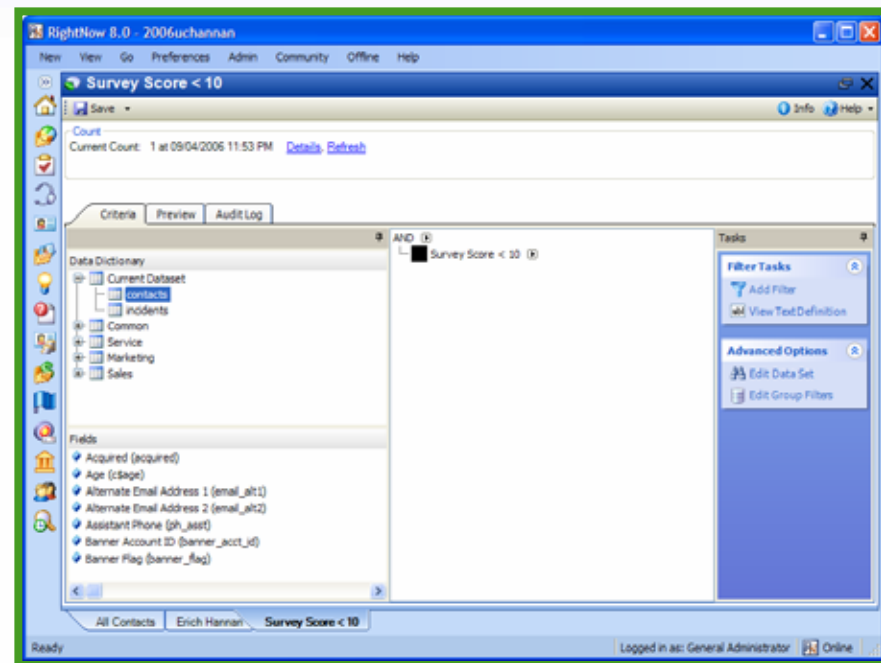 RightNow 8.0 - 2006uchannan
New View Go Preferences Admin Community Offline Help
Survey Score < 10
Save
Info Help
Count
Current Count: 1 at 09/04/2006 11:53 PM Details, Refresh
Criteria Preview Audit Log
Data Dictionary
Current Dataset
contacts
incidents
Common
Service
Marketing
Sales
Fields
Acquired (acquired)
Age (c$age)
Alternate Email Address 1 (email_alt1)
Alternate Email Address 2 (email_alt2)
Assistant Phone (ph_asst)
Banner Account ID (banner_acct_id)
Banner Flag (banner_flag)
AND
Survey Score < 10
Tasks
Filter Tasks
Add Filter
View Text Definition
Advanced Options
Edit Data Set
Edit Group Filters
All Contacts Erich Hannan Survey Score < 10
Ready
Logged in as: General Administrator Online